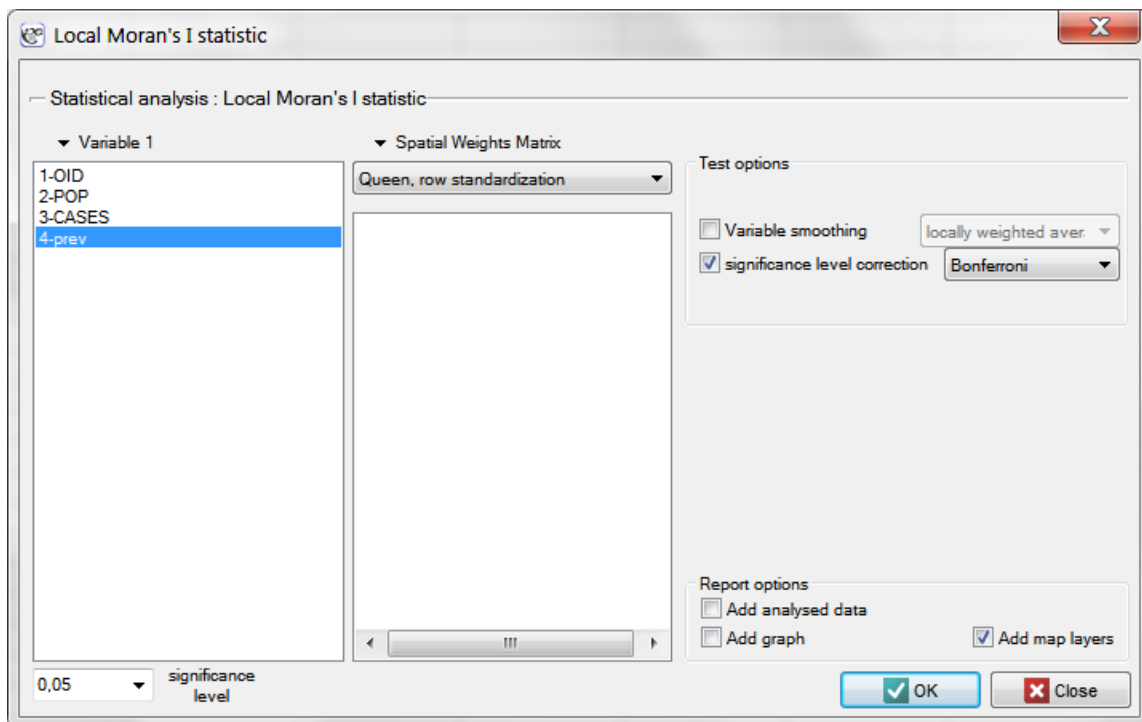 Local Moran's I statistic
Statistical analysis : Local Moran's I statistic
Variable 1
1-OID
2-POP
3-CASES
4-prev
Spatial Weights Matrix
Queen, row standardization
Test options
Variable smoothing
locally weighted aver
significance level correction
Bonferroni
Report options
Add analysed data
Add graph
Add map layers
0,05
significance
level
OK
Close